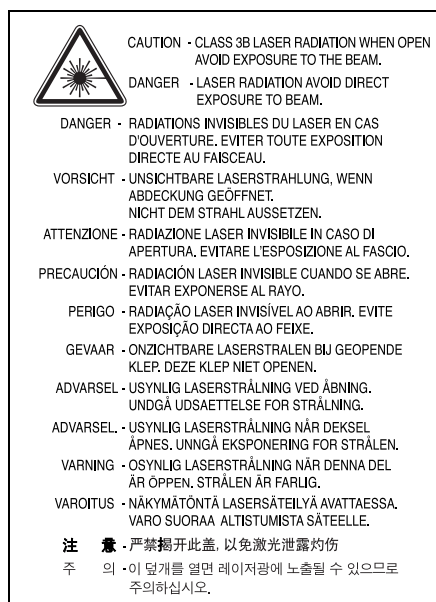 CAUTION - CLASS 3B LASER RADIATION WHEN OPEN
AVOID EXPOSURE TO THE BEAM.
DANGER - LASER RADIATION AVOID DIRECT
EXPOSURE TO BEAM.
DANGER - RADIATIONS INVISIBLES DU LASER EN CAS
D'OUVERTURE. EVITER TOUTE EXPOSITION
DIRECTE AU FAISCEAU.
VORSICHT - UNSICHTBARE LASERSTRAHLUNG, WENN
ABDECKUNG GEÖFFNET.
NICHT DEM STRAHL AUSSETZEN.
ATTENZIONE - RADIAZIONE LASER INVISIBILE IN CASO DI
APERTURA. EVITARE L'ESPOSIZIONE AL FASCIO.
PRECAUCIÓN - RADIACIÓN LASER INVISIBLE CUANDO SE ABRE.
EVITAR EXPONERSE AL RAYO.
PERIGO - RADIAÇÃO LASER INVISÍVEL AO ABRIR. EVITE
EXPOSIÇÃO DIRECTA AO FEIXE.
GEVAAR - ONZICHTBARE LASERSTRALEN BIJ GEOPENDE
KLEP. DEZE KLEP NIET OPENEN.
ADVARSEL - USYNLIG LASERSTRÅLNING VED ÅBNING.
UNDGÅ UDSAETTELSE FOR STRÅLNING.
ADVARSEL. - USYNLIG LASERSTRÅLNING NÅR DEKSEL
ÅPNES. UNNGÅ EKSPONERING FOR STRÅLEN.
VARNING - OSYNLIG LASERSTRÅLNING NÄR DENNA DEL
ÄR ÖPPEN. STRÅLEN ÄR FARLIG.
VAROITUS - NÄKYMÄTÖNTÄ LASERSÄTEILYÄ AVATTAESSA.
VARO SUORAA ALTISTUMISTA SÄTEELLE.
注 意 - 严禁揭开此盖, 以免激光泄露灼伤
주 의 - 이 덮개를 열면 레이저광에 노출될 수 있으므로
주의하십시오.